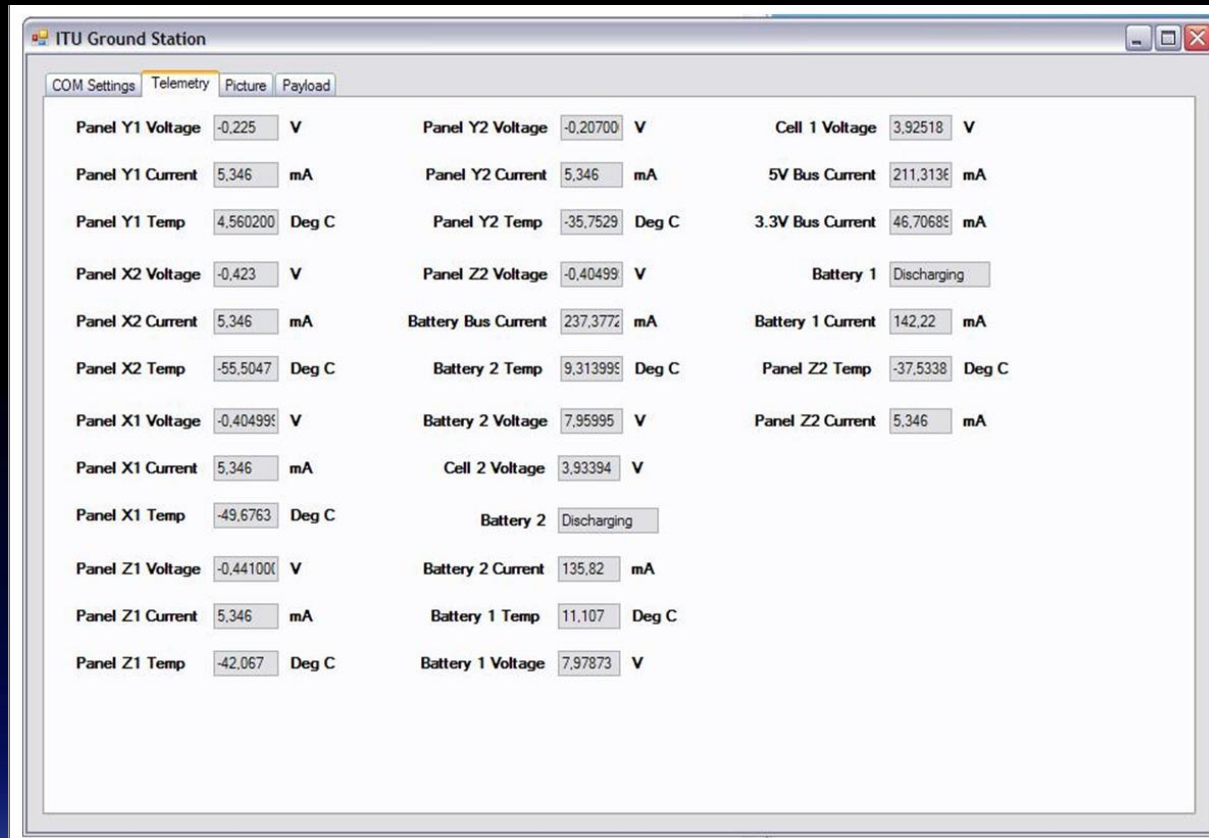 ITU Ground Station
COM Settings Telemetry Picture Payload
Panel Y1 Voltage -0,225 V Panel Y2 Voltage -0,20700 V Cell 1 Voltage 3,92518 V
Panel Y1 Current 5,346 mA Panel Y2 Current 5,346 mA 5V Bus Current 211,3136 mA
Panel Y1 Temp 4,560200 Deg C Panel Y2 Temp -35,7529 Deg C 3.3V Bus Current 46,70689 mA
Panel X2 Voltage -0,423 V Panel Z2 Voltage -0,40499 V Battery 1 Discharging
Panel X2 Current 5,346 mA Battery Bus Current 237,3772 mA Battery 1 Current 142,22 mA
Panel X2 Temp -55,5047 Deg C Battery 2 Temp 9,313999 Deg C Panel Z2 Temp -37,5338 Deg C
Panel X1 Voltage -0,404999 V Battery 2 Voltage 7,95995 V Panel Z2 Current 5,346 mA
Panel X1 Current 5,346 mA Cell 2 Voltage 3,93394 V
Panel X1 Temp -49,6763 Deg C Battery 2 Discharging
Panel Z1 Voltage -0,441000 V Battery 2 Current 135,82 mA
Panel Z1 Current 5,346 mA Battery 1 Temp 11,107 Deg C
Panel Z1 Temp -42,067 Deg C Battery 1 Voltage 7,97873 V